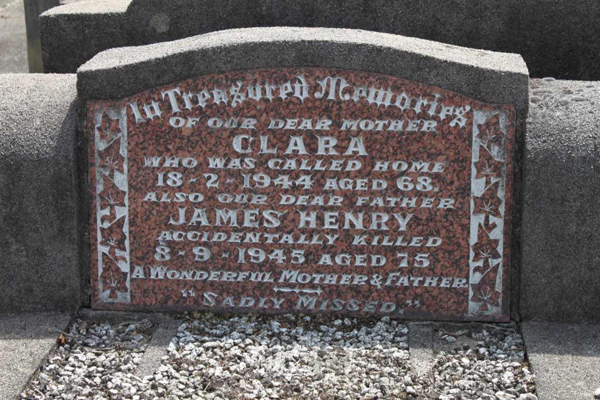 In Treasured Memories
OF OUR DEAR MOTHER
CLARA
WHO WAS CALLED HOME
18-2-1944 AGED 68.
ALSO OUR DEAR FATHER
JAMES HENRY
ACCIDENTALLY KILLED
8-9-1945 AGED 75
A WONDERFUL MOTHER & FATHER
"SADLY MISSED."